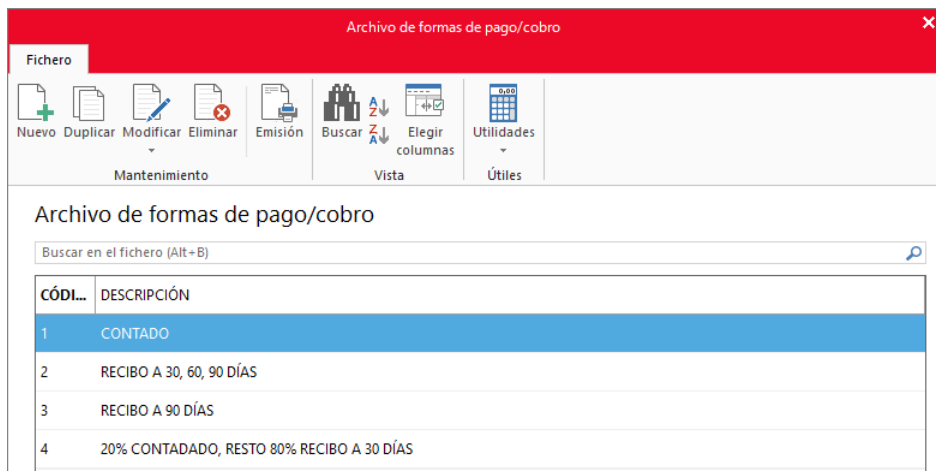 Archivo de formas de pago/cobro
Fichero
Nuevo Duplicar Modificar Eliminar Emisión Buscar Elegir columnas Utilidades
Mantenimiento Vista Útiles
Archivo de formas de pago/cobro
Buscar en el fichero (Alt+B)
CÓDI... DESCRIPCIÓN
1 CONTADO
2 RECIBO A 30, 60, 90 DÍAS
3 RECIBO A 90 DÍAS
4 20% CONTADADO, RESTO 80% RECIBO A 30 DÍAS